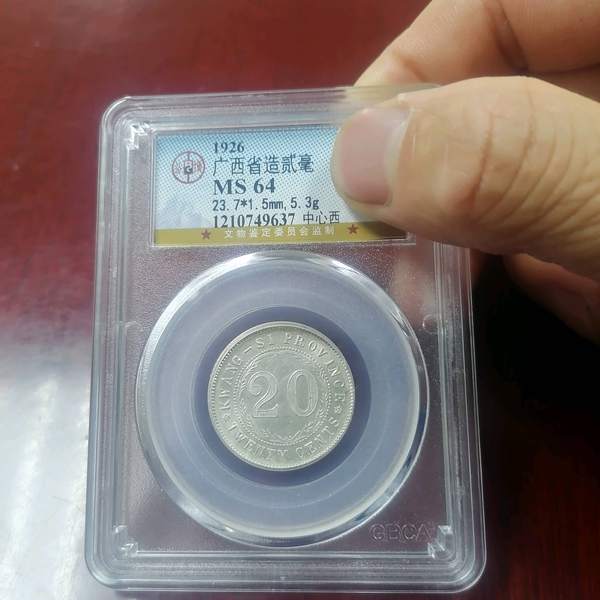 1926
广西省造贰毫
MS 64
23.7*1.5mm,5.3g
1210749637 中心西
★ 文物鉴定委员会监制 ★
KWANG-SI PROVINCE
20
TWENTY CENTS
GBCA